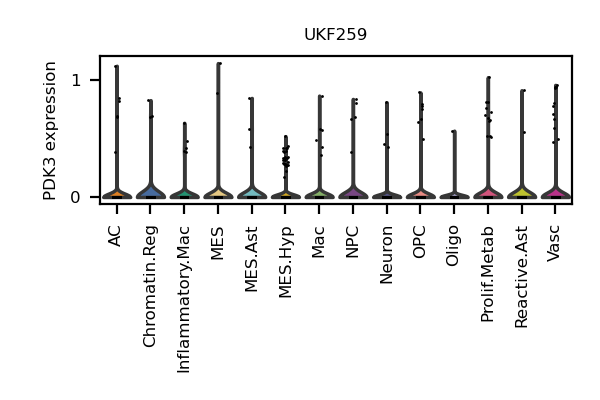 UKF259
PDK3 expression
1
0
AC
Chromatin.Reg
Inflammatory.Mac
MES
MES.Ast
MES.Hyp
Mac
NPC
Neuron
OPC
Oligo
Prolif.Metab
Reactive.Ast
Vasc